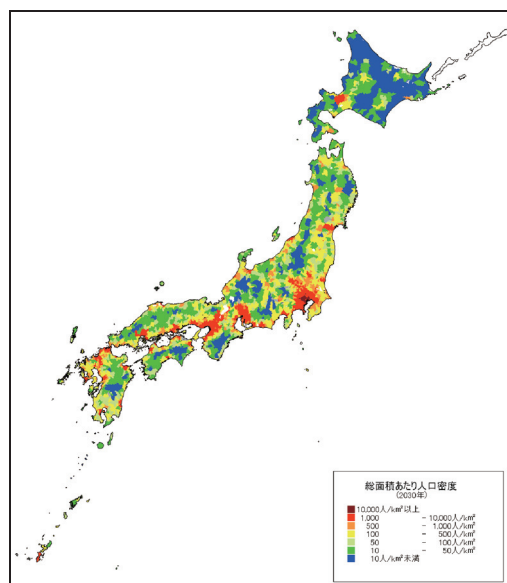 総面積あたり人口密度
(2030年)
10,000人/km²以上
1,000 - 10,000人/km²
500 - 1,000人/km²
100 - 500人/km²
50 - 100人/km²
10 - 50人/km²
10人/km²未満